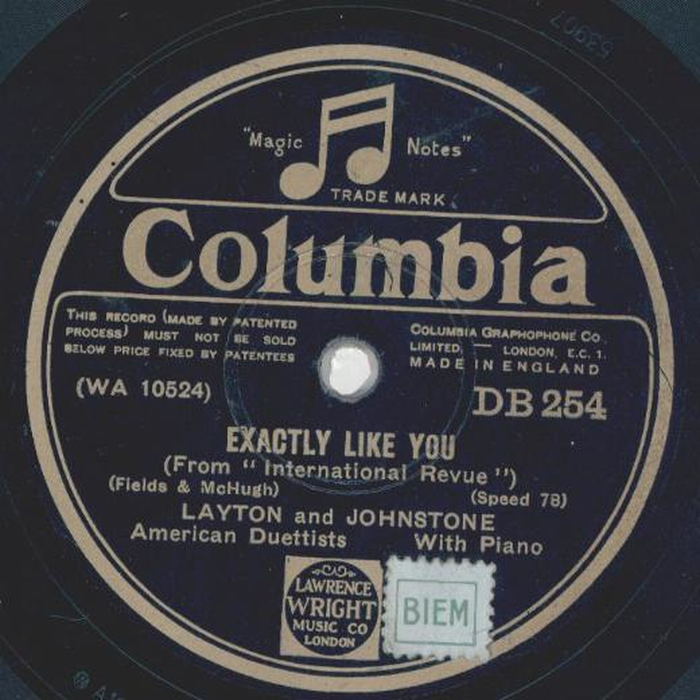 53907
"Magic Notes"
TRADE MARK
Columbia
THIS RECORD (MADE BY PATENTED
PROCESS) MUST NOT BE SOLD
BELOW PRICE FIXED BY PATENTEES
COLUMBIA GRAPHOPHONE CO.
LIMITED. — LONDON, E.C. 1.
MADE IN ENGLAND
(WA 10524)
DB 254
EXACTLY LIKE YOU
(From "International Revue")
(Fields & McHugh)
(Speed 78)
LAYTON and JOHNSTONE
American Duettists With Piano
LAWRENCE
WRIGHT
MUSIC CO
LONDON
BIEM